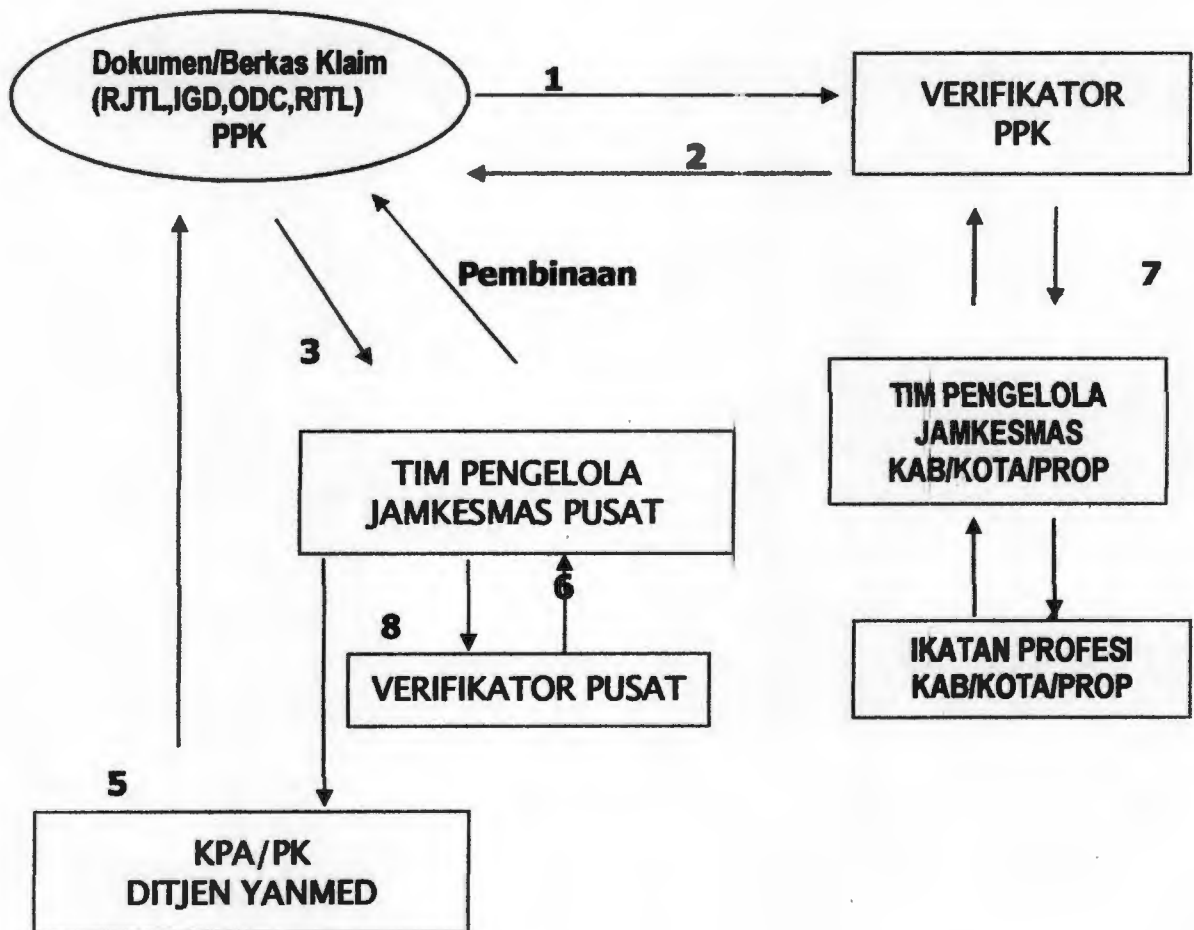 Dokumen/Berkas Klaim
(RJTL,IGD,ODC,RITL)
PPK
1
VERIFIKATOR
PPK
2
Pembinaan
7
3
TIM PENGELOLA
JAMKESMAS
KAB/KOTA/PROP
TIM PENGELOLA
JAMKESMAS PUSAT
6
8
VERIFIKATOR PUSAT
IKATAN PROFESI
KAB/KOTA/PROP
5
KPA/PK
DITJEN YANMED